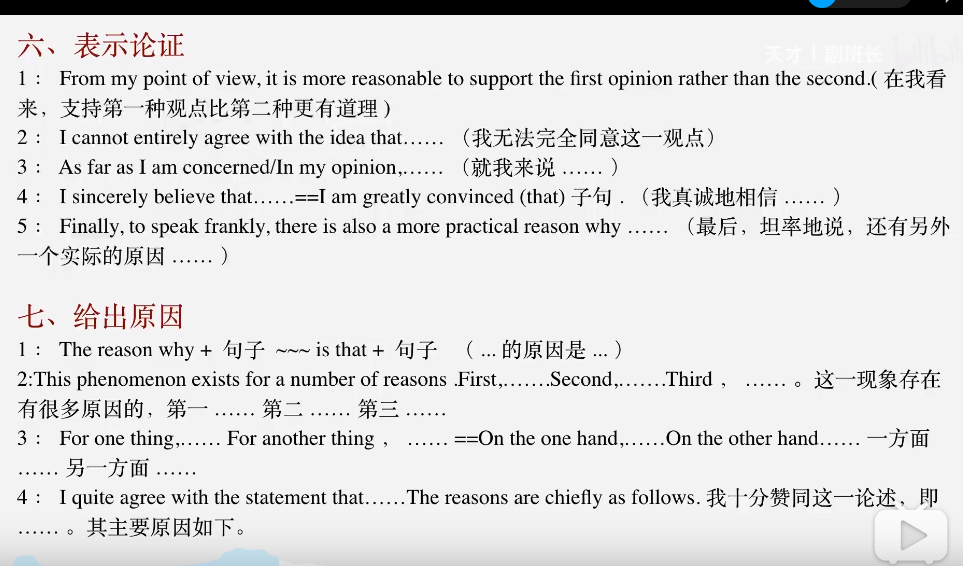 天才丨副班长
六、表示论证
1： From my point of view, it is more reasonable to support the first opinion rather than the second.( 在我看
来，支持第一种观点比第二种更有道理 )
2： I cannot entirely agree with the idea that…… （我无法完全同意这一观点）
3： As far as I am concerned/In my opinion,…… （就我来说 …… ）
4： I sincerely believe that……==I am greatly convinced (that) 子句 . （我真诚地相信 …… ）
5： Finally, to speak frankly, there is also a more practical reason why …… （最后，坦率地说，还有另外
一个实际的原因 …… ）
七、给出原因
1： The reason why + 句子 ~~~ is that + 句子 （ ... 的原因是 ... ）
2:This phenomenon exists for a number of reasons .First,…….Second,…….Third ， …… 。这一现象存在
有很多原因的，第一 …… 第二 …… 第三 ……
3： For one thing,…… For another thing ， …… ==On the one hand,……On the other hand…… 一方面
…… 另一方面 ……
4： I quite agree with the statement that……The reasons are chiefly as follows. 我十分赞同这一论述，即
…… 。其主要原因如下。